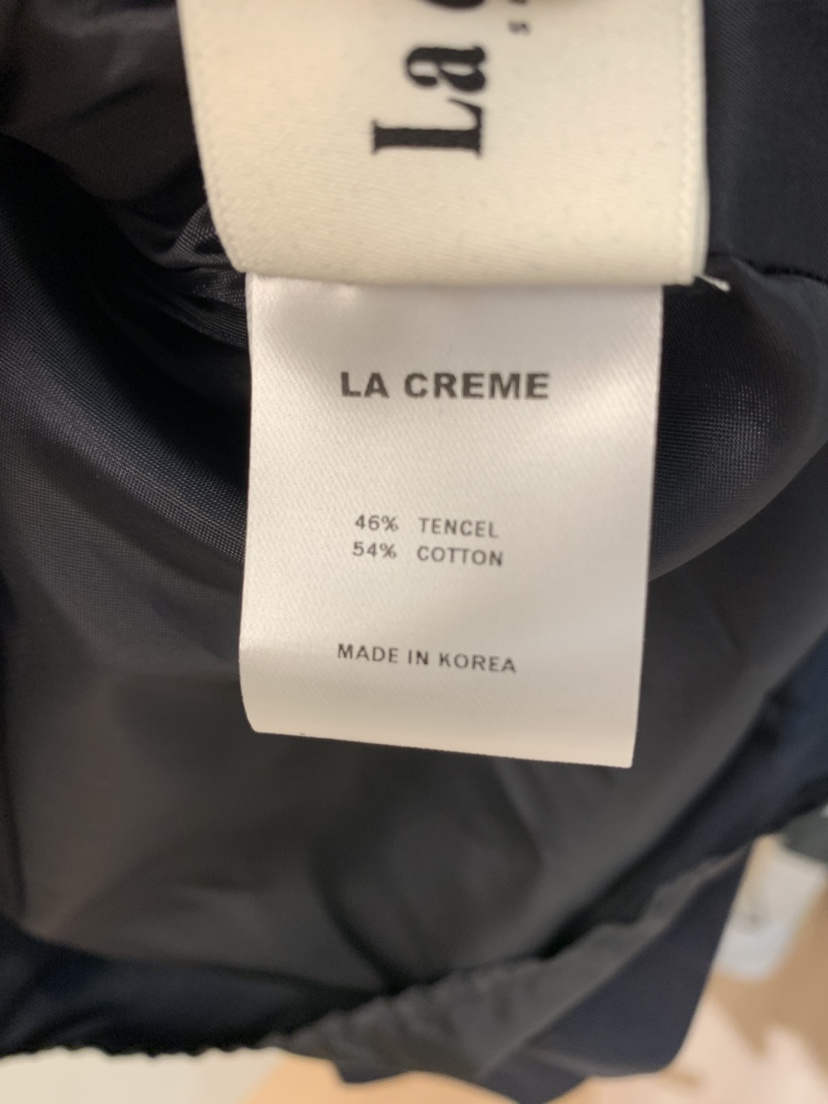 La
LA CREME
46% TENCEL
54% COTTON
MADE IN KOREA